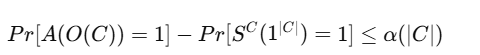 Pr[A(O(C)) = 1] − Pr[S^C(1^{|C|}) = 1] ≤ α(|C|)